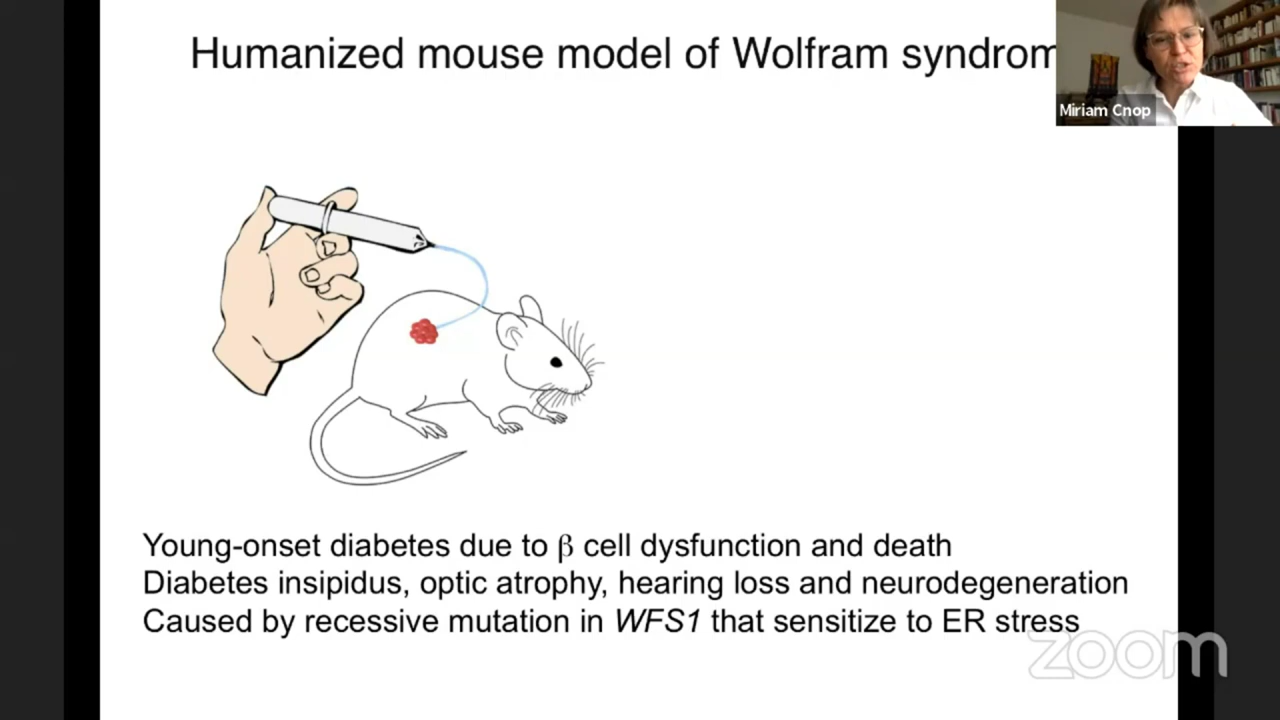 Humanized mouse model of Wolfram syndrom
Miriam Cnop
Young-onset diabetes due to β cell dysfunction and death
Diabetes insipidus, optic atrophy, hearing loss and neurodegeneration
Caused by recessive mutation in WFS1 that sensitize to ER stress
zoom